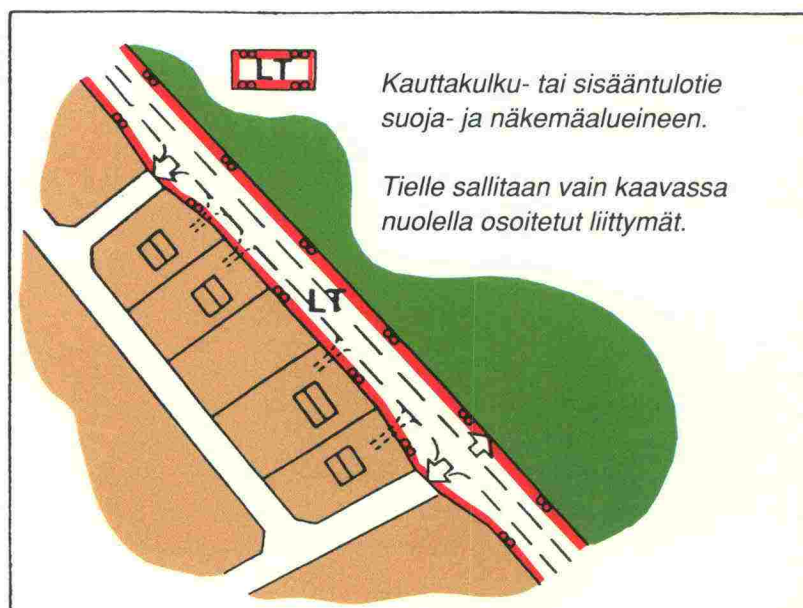 LT
Kauttakulku- tai sisääntulotie
suoja- ja näkemäalueineen.
Tielle sallitaan vain kaavassa
nuolella osoitetut liittymät.
LT